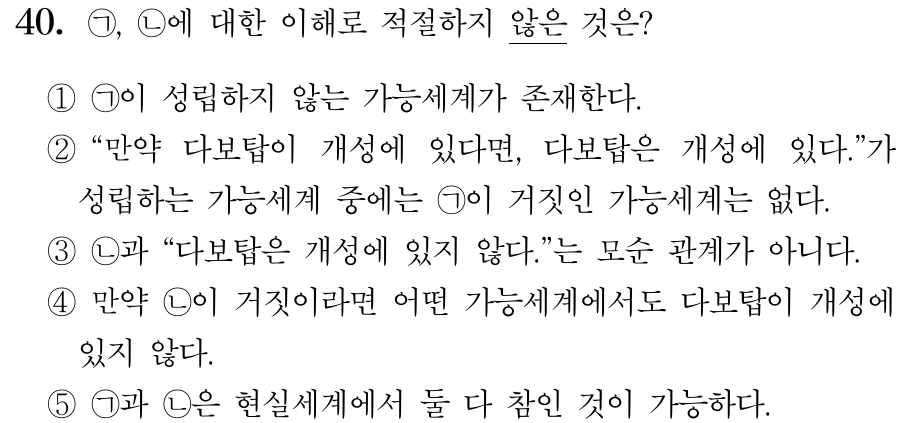 40. ㉠, ㉡에 대한 이해로 적절하지 않은 것은?
① ㉠이 성립하지 않는 가능세계가 존재한다.
② “만약 다보탑이 개성에 있다면, 다보탑은 개성에 있다.”가
성립하는 가능세계 중에는 ㉠이 거짓인 가능세계는 없다.
③ ㉡과 “다보탑은 개성에 있지 않다.”는 모순 관계가 아니다.
④ 만약 ㉡이 거짓이라면 어떤 가능세계에서도 다보탑이 개성에
있지 않다.
⑤ ㉠과 ㉡은 현실세계에서 둘 다 참인 것이 가능하다.